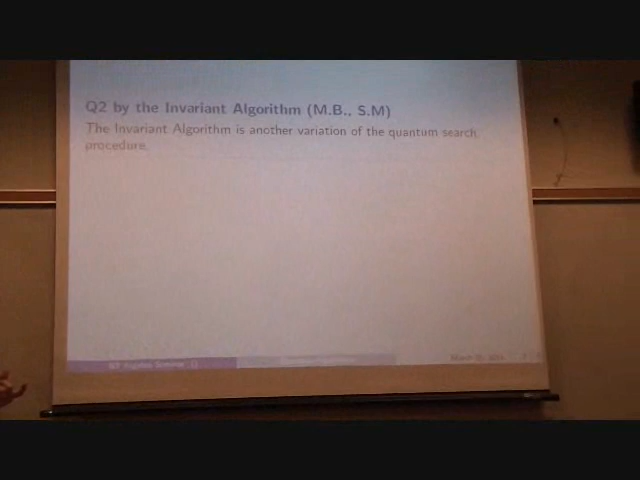 Q2 by the Invariant Algorithm (M.B., S.M)
The Invariant Algorithm is another variation of the quantum search
procedure.